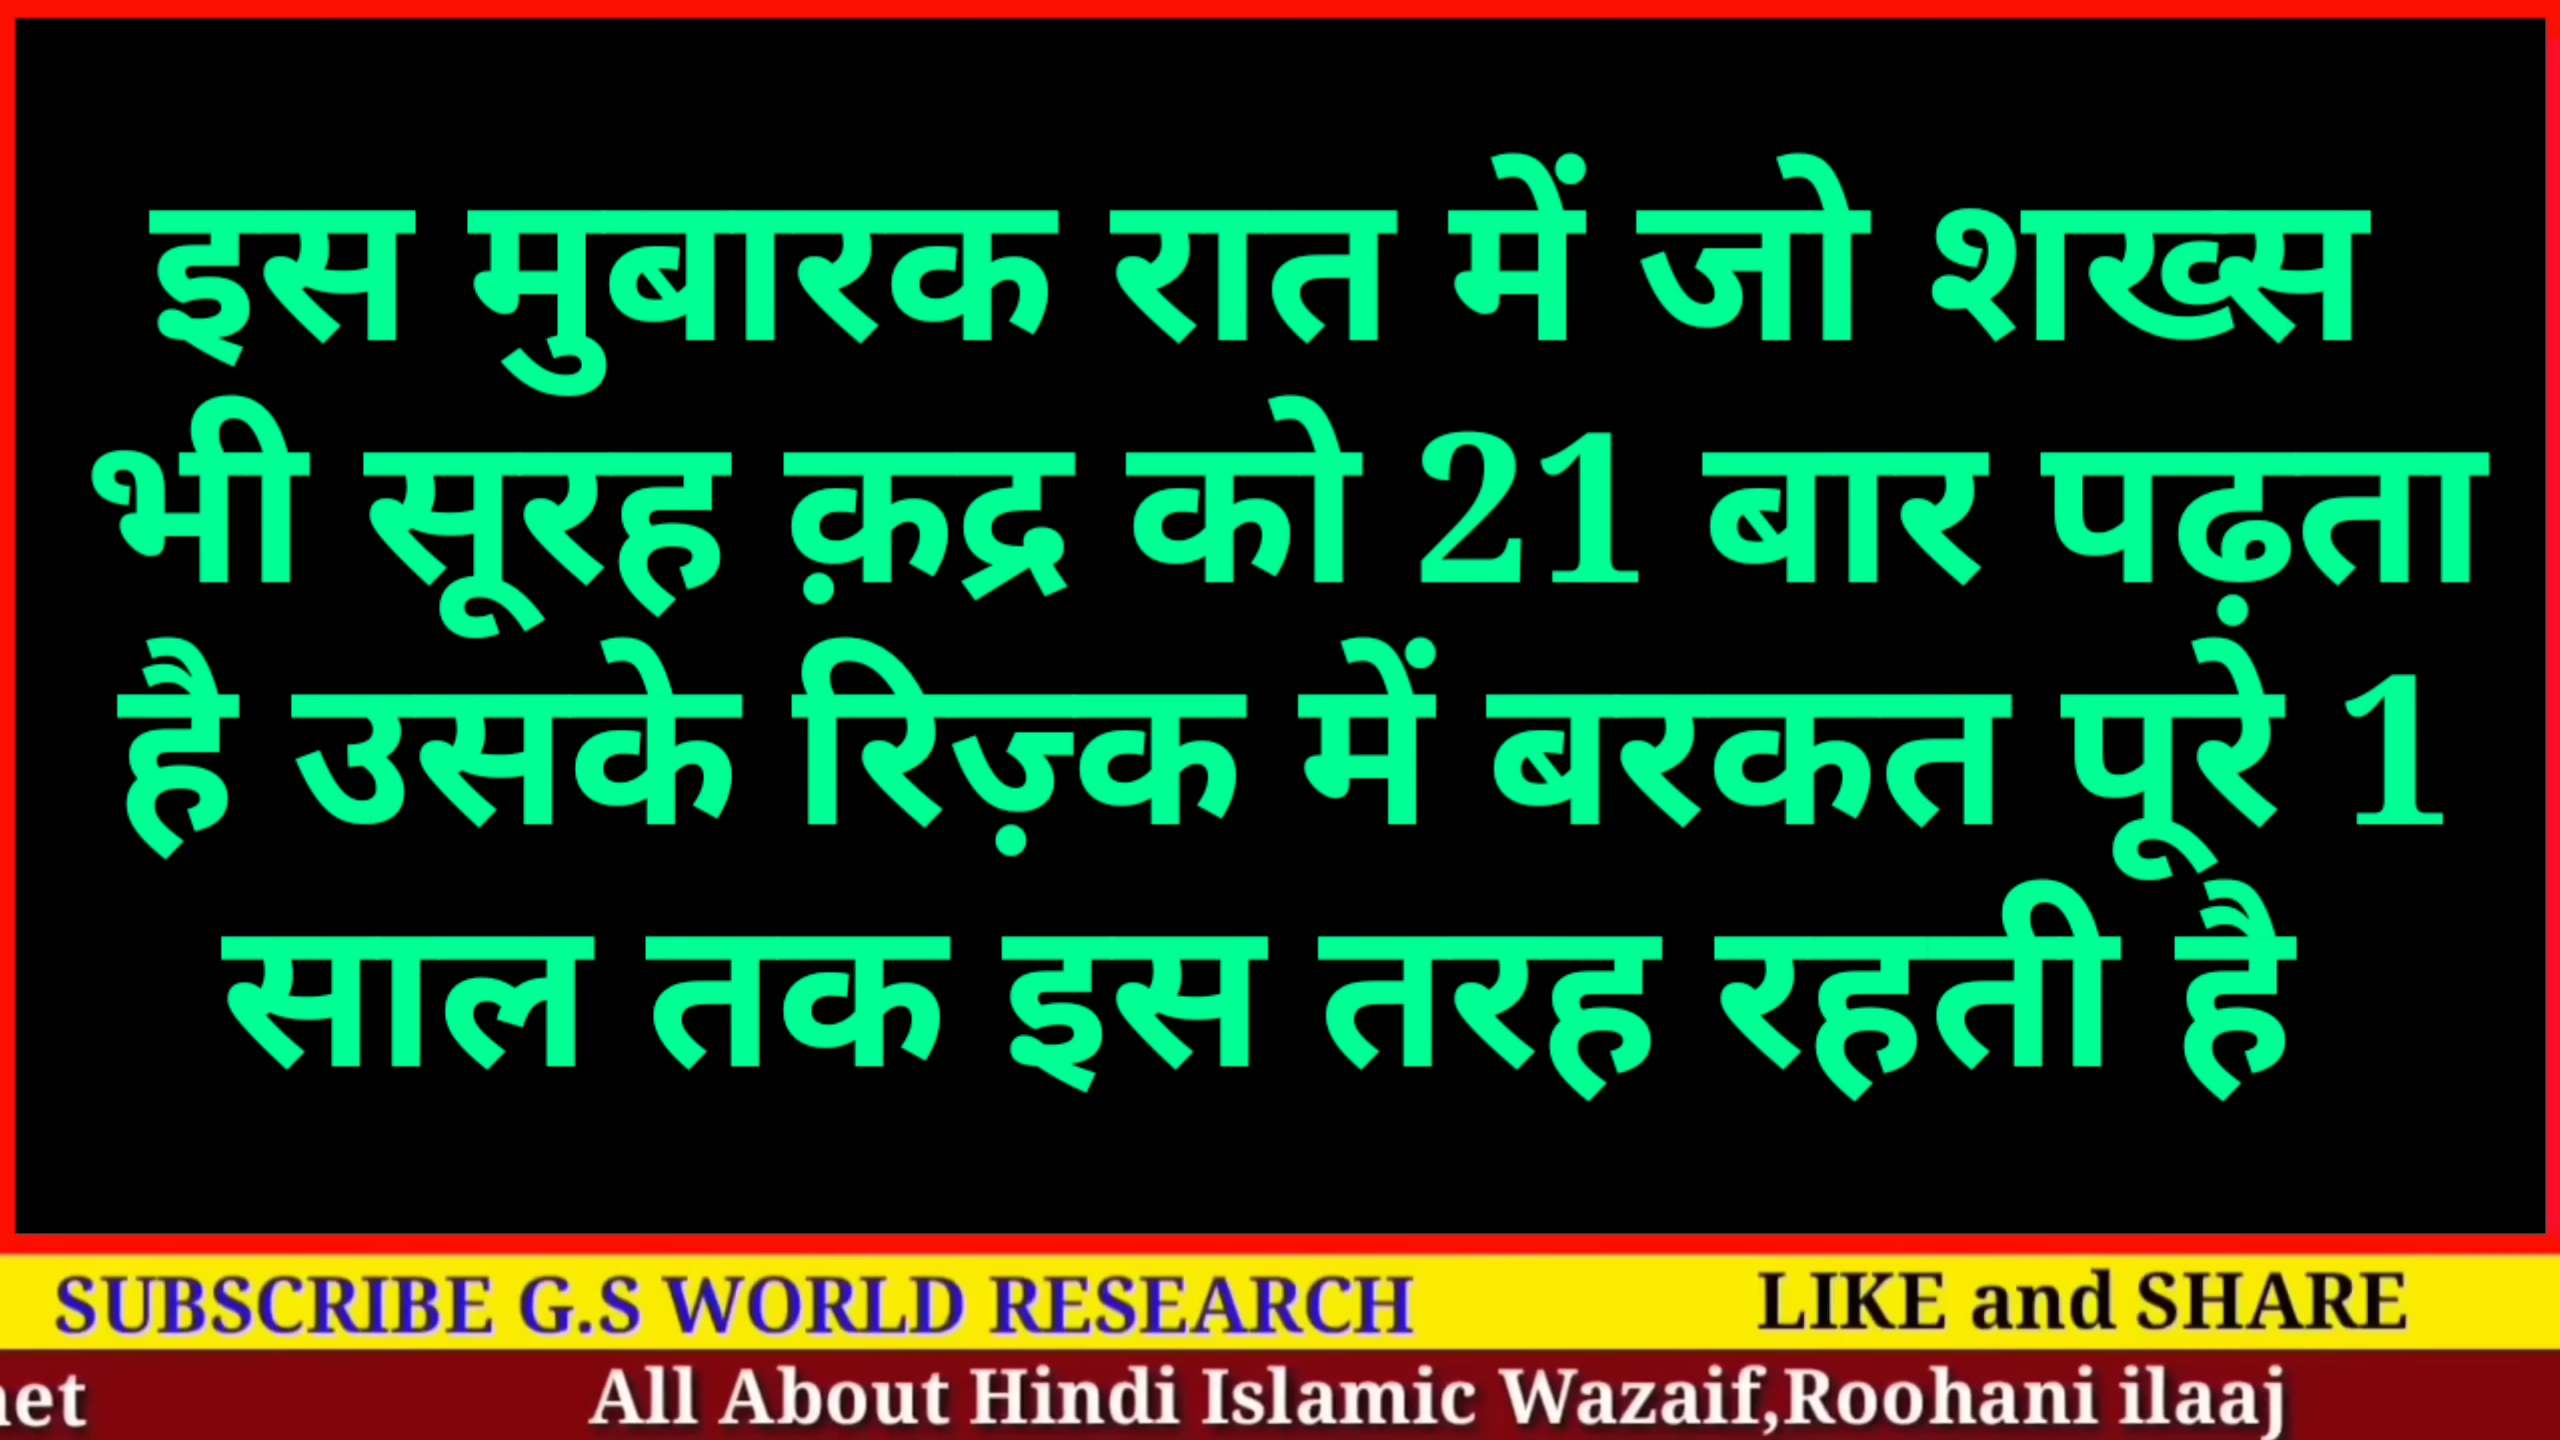 इस मुबारक रात में जो शख्स
भी सूरह क़द्र को 21 बार पढ़ता
है उसके रिज़्क में बरकत पूरे 1
साल तक इस तरह रहती है
SUBSCRIBE G.S WORLD RESEARCH LIKE and SHARE
All About Hindi Islamic Wazaif,Roohani ilaaj